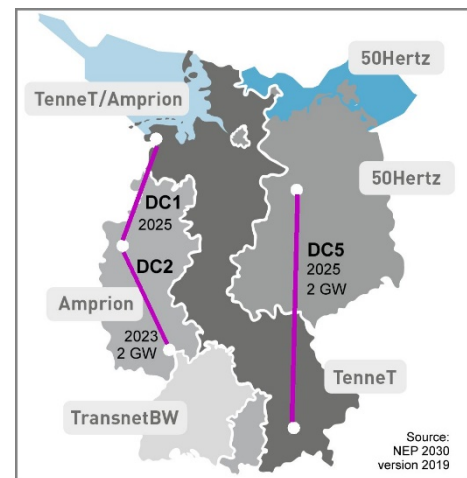 50Hertz
TenneT/Amprion
50Hertz
DC1
2025
DC2
DC5
2025
2 GW
Amprion
2023
2 GW
TenneT
TransnetBW
Source:
NEP 2030
version 2019